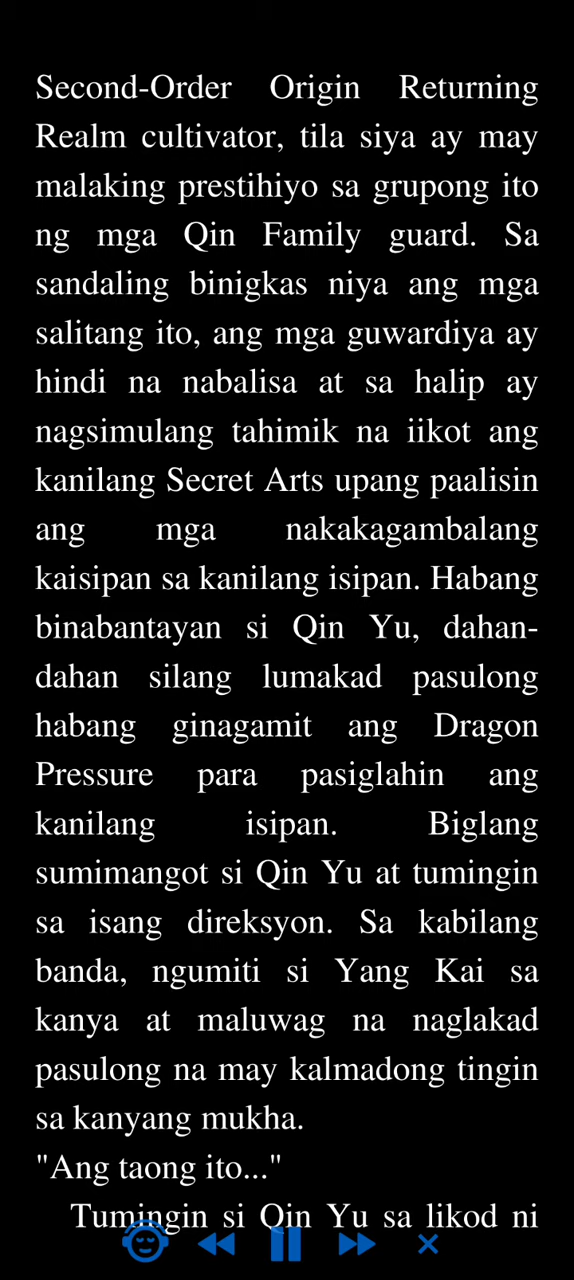 Second-Order Origin Returning
Realm cultivator, tila siya ay may
malaking prestihiyo sa grupong ito
ng mga Qin Family guard. Sa
sandaling binigkas niya ang mga
salitang ito, ang mga guwardiya ay
hindi na nabalisa at sa halip ay
nagsimulang tahimik na iikot ang
kanilang Secret Arts upang paalisin
ang mga nakakagambalang
kaisipan sa kanilang isipan. Habang
binabantayan si Qin Yu, dahan-
dahan silang lumakad pasulong
habang ginagamit ang Dragon
Pressure para pasiglahin ang
kanilang isipan. Biglang
sumimangot si Qin Yu at tumingin
sa isang direksyon. Sa kabilang
banda, ngumiti si Yang Kai sa
kanya at maluwag na naglakad
pasulong na may kalmadong tingin
sa kanyang mukha.
"Ang taong ito..."
Tumingin si Qin Yu sa likod ni